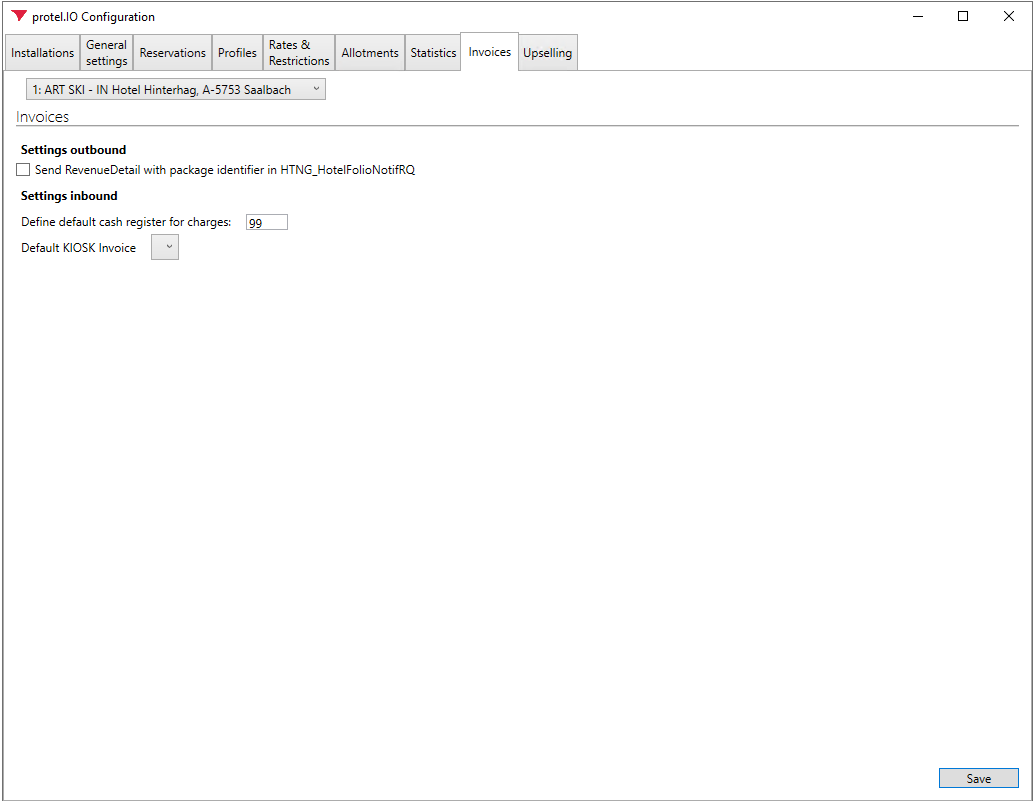 protel.IO Configuration
Installations
General settings
Reservations
Profiles
Rates & Restrictions
Allotments
Statistics
Invoices
Upselling
1: ART SKI - IN Hotel Hinterhag, A-5753 Saalbach
Invoices
Settings outbound
Send RevenueDetail with package identifier in HTNG_HotelFolioNotifRQ
Settings inbound
Define default cash register for charges: 99
Default KIOSK Invoice
Save